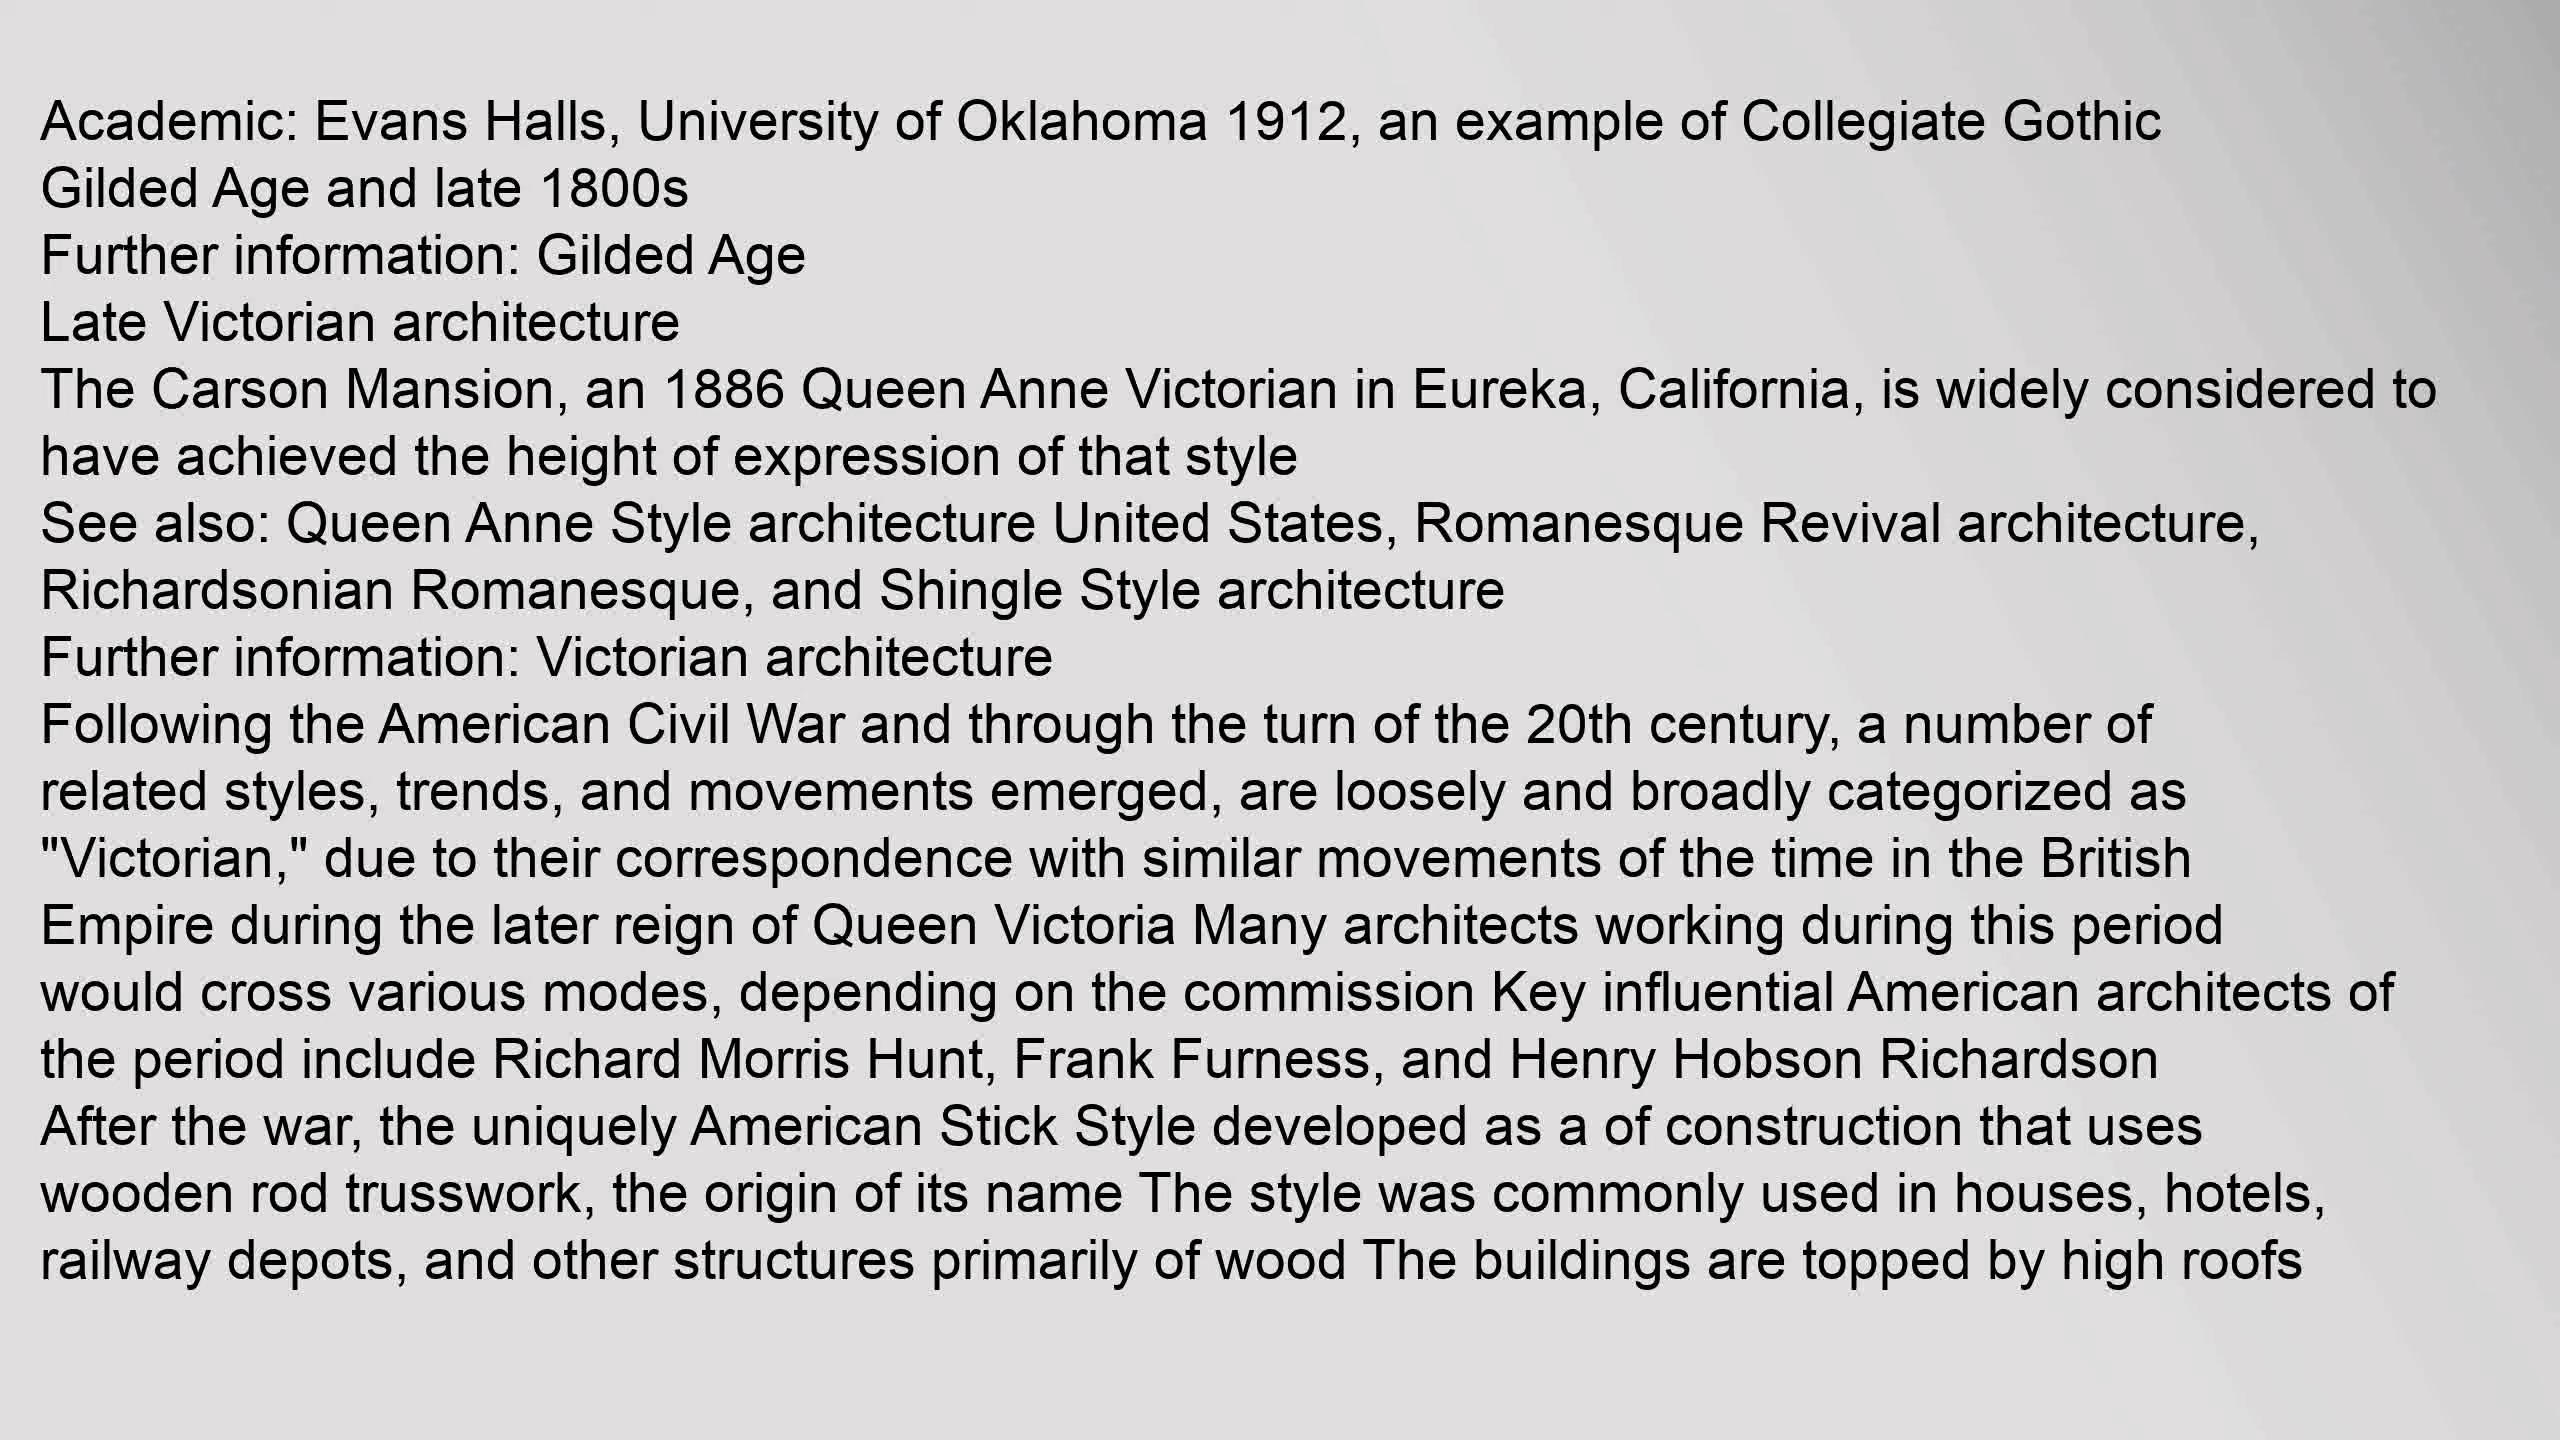 Academic: Evans Halls, University of Oklahoma 1912, an example of Collegiate Gothic
Gilded Age and late 1800s
Further information: Gilded Age
Late Victorian architecture
The Carson Mansion, an 1886 Queen Anne Victorian in Eureka, California, is widely considered to
have achieved the height of expression of that style
See also: Queen Anne Style architecture United States, Romanesque Revival architecture,
Richardsonian Romanesque, and Shingle Style architecture
Further information: Victorian architecture
Following the American Civil War and through the turn of the 20th century, a number of
related styles, trends, and movements emerged, are loosely and broadly categorized as
"Victorian," due to their correspondence with similar movements of the time in the British
Empire during the later reign of Queen Victoria Many architects working during this period
would cross various modes, depending on the commission Key influential American architects of
the period include Richard Morris Hunt, Frank Furness, and Henry Hobson Richardson
After the war, the uniquely American Stick Style developed as a of construction that uses
wooden rod trusswork, the origin of its name The style was commonly used in houses, hotels,
railway depots, and other structures primarily of wood The buildings are topped by high roofs